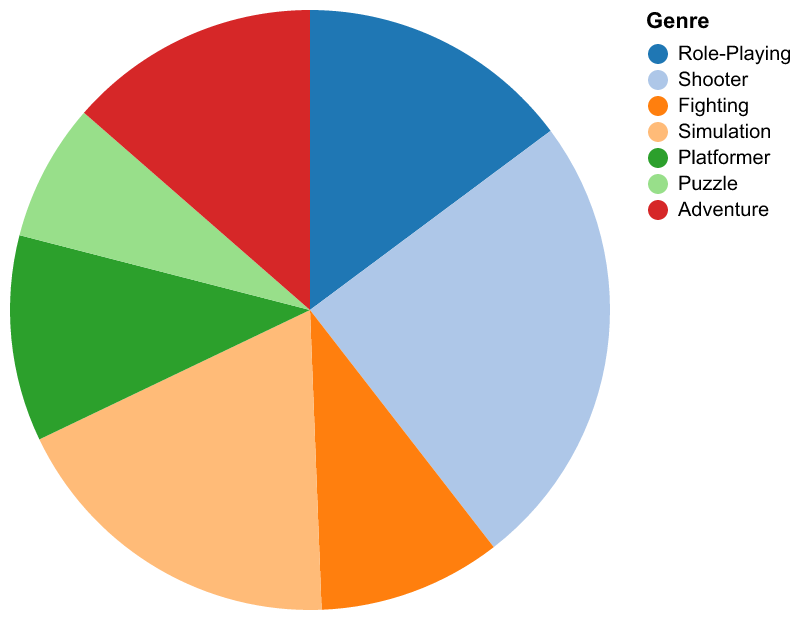 Genre
Role-Playing
Shooter
Fighting
Simulation
Platformer
Puzzle
Adventure